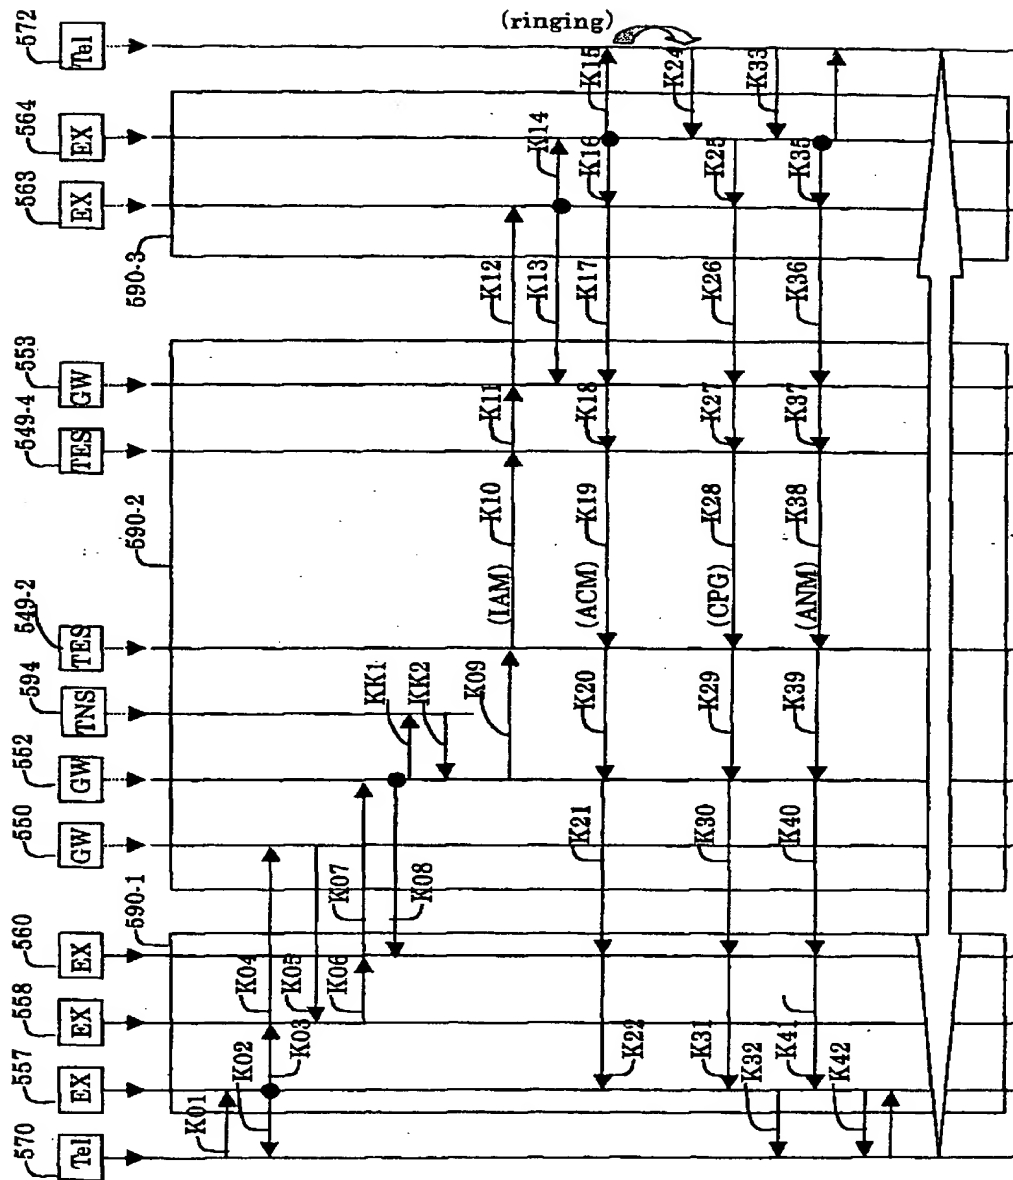 570
557
558
560
590-1
550
552
594
549-2
590-2
549-4
553
590-3
563
564
572
Tel
EX
EX
EX
GW
GW
TNS
TES
TES
GW
EX
EX
Tel
K01
K02
K03
K04
K05
K06
K07
K08
KK1
KK2
K09
(IAM)
K10
K11
K12
K13
K14
K15
(ringing)
K16
K17
K18
K19
(ACM)
K20
K21
K22
K24
K25
K26
K27
K28
(CPG)
K29
K30
K31
K32
K33
K35
K36
K37
K38
(ANM)
K39
K40
K41
K42